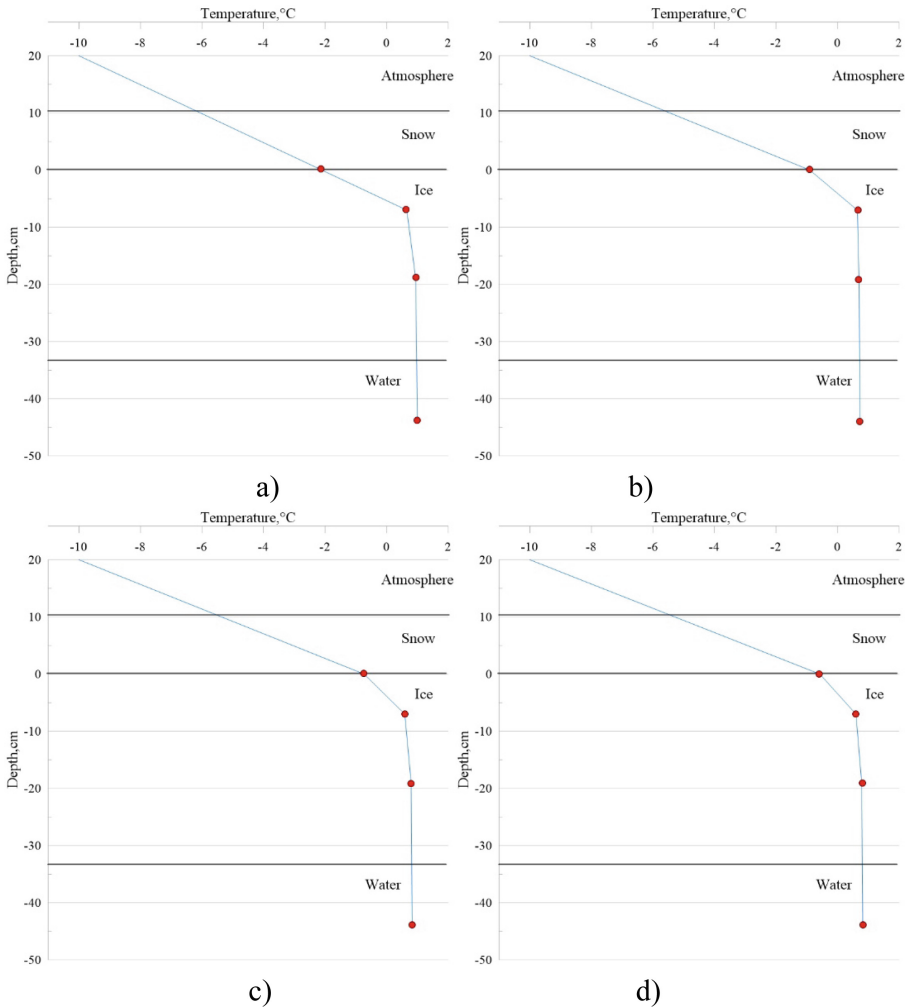 Temperature,°C
Temperature,°C
-10 -8 -6 -4 -2 0 2
-10 -8 -6 -4 -2 0 2
20
Atmosphere
20
Atmosphere
10
10
Snow
Snow
0
0
Ice
Ice
-10
-10
Depth,cm
Depth,cm
-20
-20
-30
-30
Water
Water
-40
-40
-50
-50
a)
b)
Temperature,°C
Temperature,°C
-10 -8 -6 -4 -2 0 2
-10 -8 -6 -4 -2 0 2
20
Atmosphere
20
Atmosphere
10
10
Snow
Snow
0
0
Ice
Ice
-10
-10
Depth,cm
Depth,cm
-20
-20
-30
-30
Water
Water
-40
-40
-50
-50
c)
d)